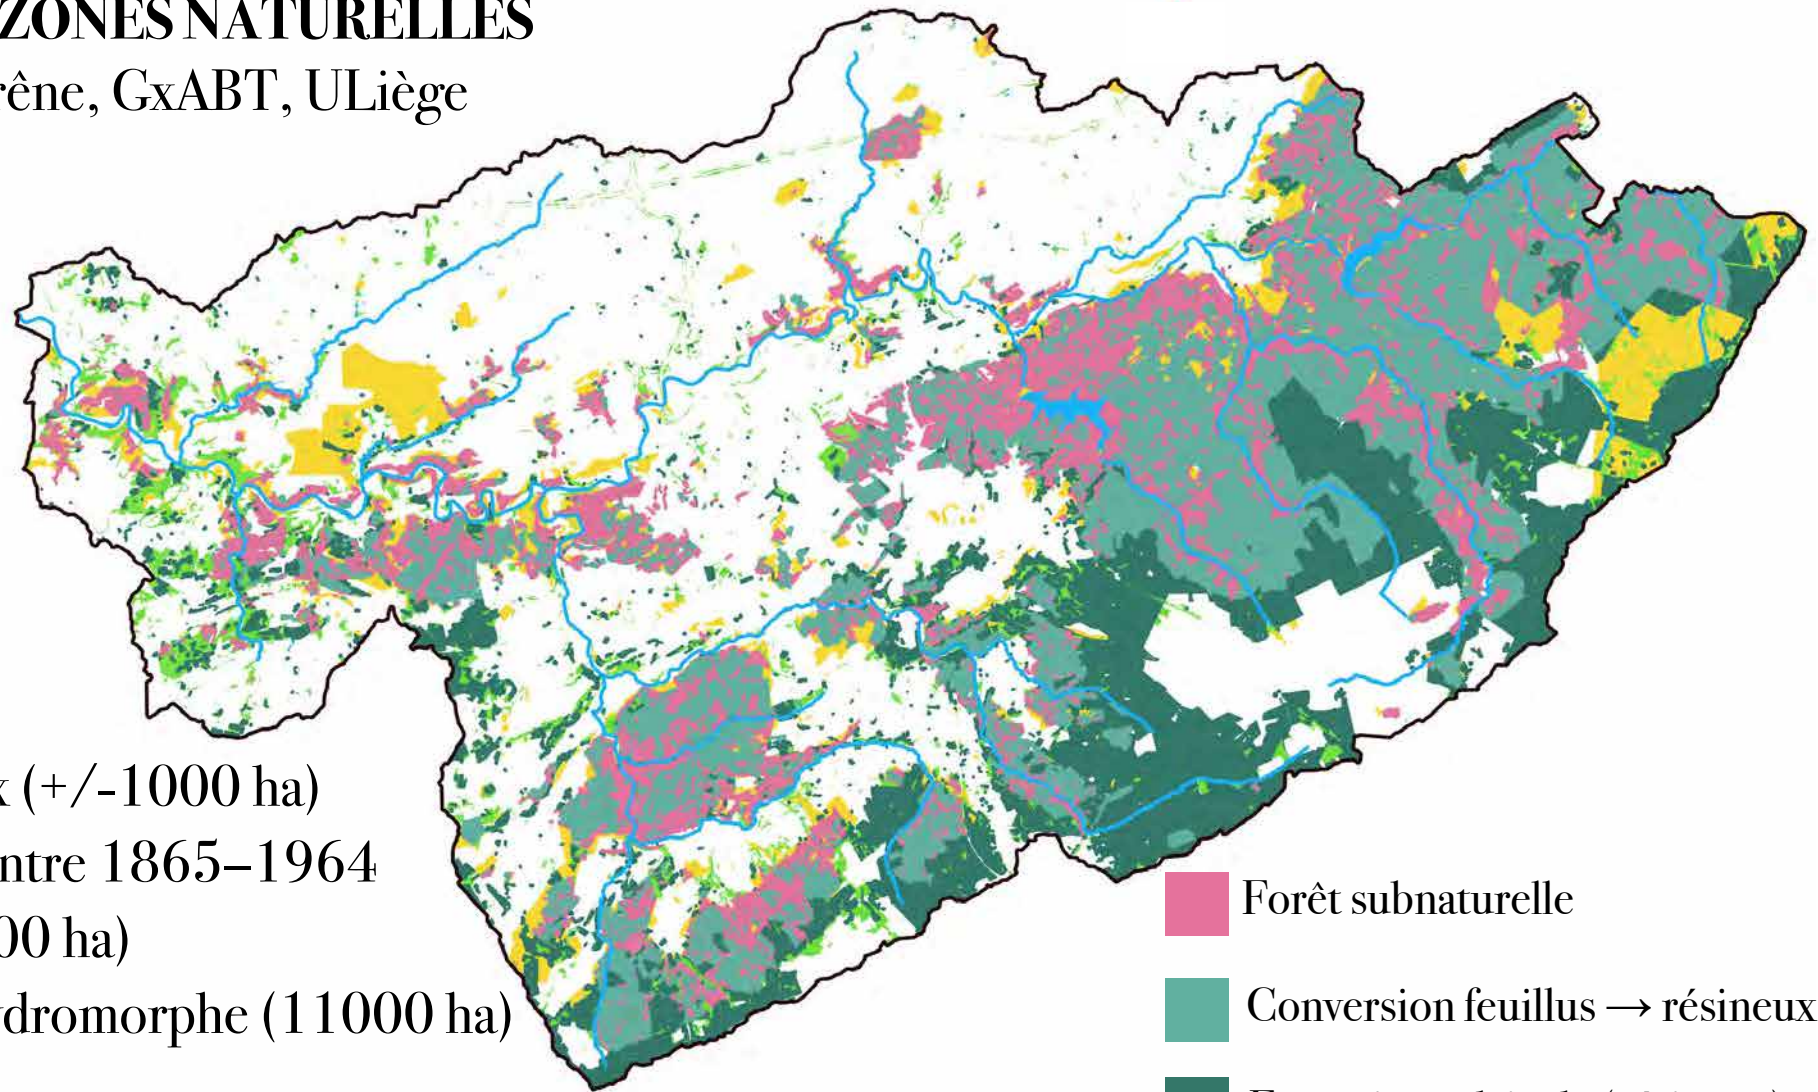 ZONES NATURELLES
rêne, GxABT, ULiège
x (+/-1000 ha)
ntre 1865–1964
00 ha)
ydromorphe (11000 ha)
Forêt subnaturelle
Conversion feuillus → résineux